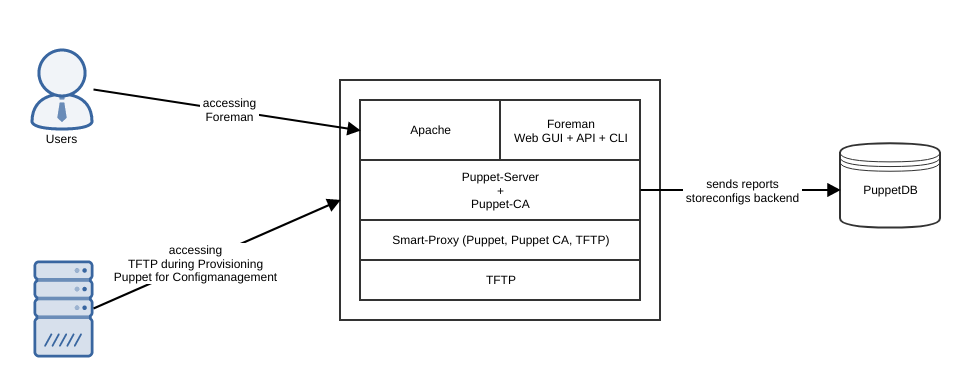 accessing
Foreman
Users
Apache
Foreman
Web GUI + API + CLI
Puppet-Server
+
Puppet-CA
sends reports
storeconfigs backend
PuppetDB
Smart-Proxy (Puppet, Puppet CA, TFTP)
accessing
TFTP during Provisioning
Puppet for Configmanagement
TFTP